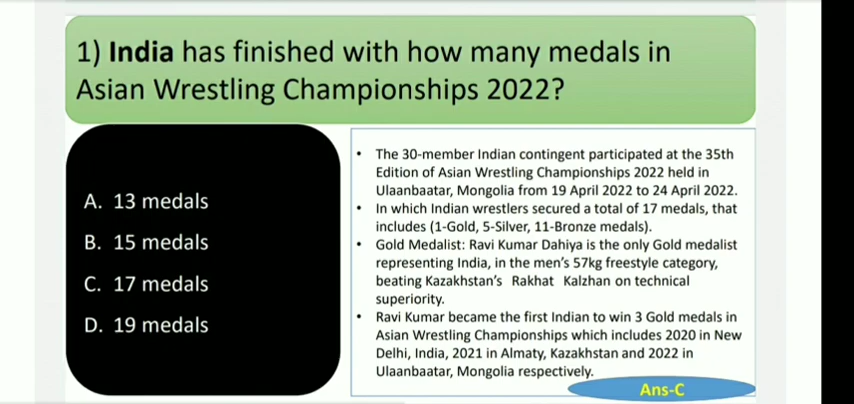 1) India has finished with how many medals in
Asian Wrestling Championships 2022?
A. 13 medals
B. 15 medals
C. 17 medals
D. 19 medals
• The 30-member Indian contingent participated at the 35th
Edition of Asian Wrestling Championships 2022 held in
Ulaanbaatar, Mongolia from 19 April 2022 to 24 April 2022.
• In which Indian wrestlers secured a total of 17 medals, that
includes (1-Gold, 5-Silver, 11-Bronze medals).
• Gold Medalist: Ravi Kumar Dahiya is the only Gold medalist
representing India, in the men's 57kg freestyle category,
beating Kazakhstan's Rakhat Kalzhan on technical
superiority.
• Ravi Kumar became the first Indian to win 3 Gold medals in
Asian Wrestling Championships which includes 2020 in New
Delhi, India, 2021 in Almaty, Kazakhstan and 2022 in
Ulaanbaatar, Mongolia respectively.
Ans-C